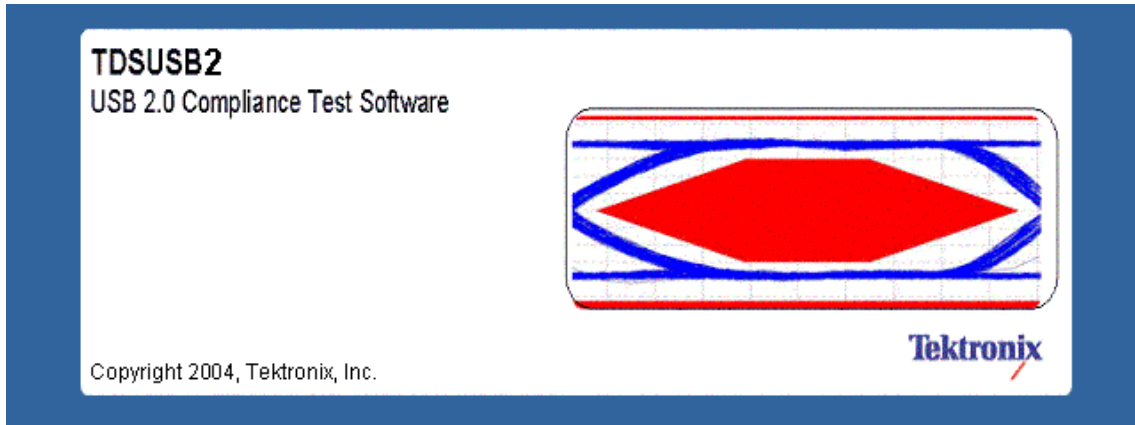 TDSUSB2
USB 2.0 Compliance Test Software
Tektronix
Copyright 2004, Tektronix, Inc.